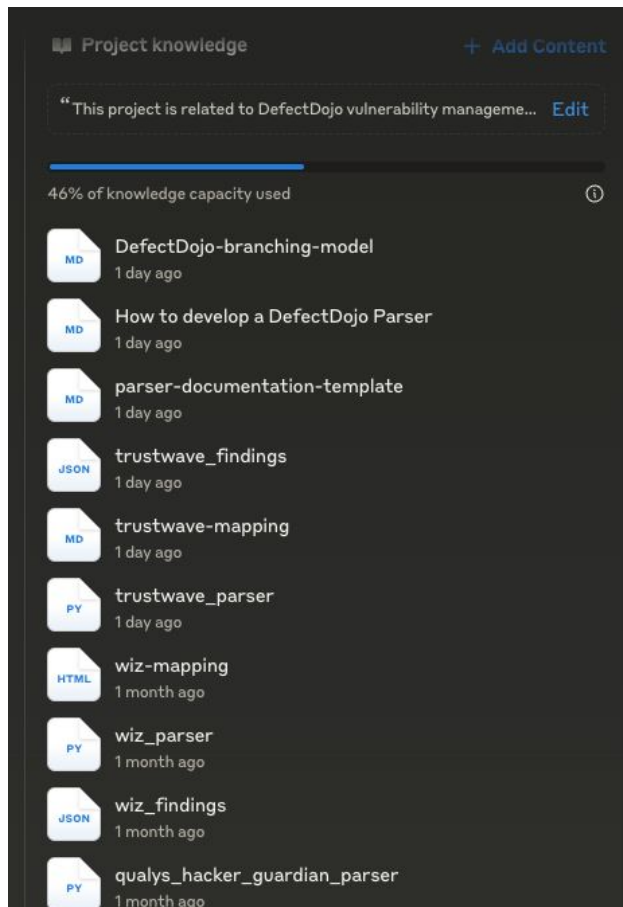 Project knowledge
+ Add Content
“This project is related to DefectDojo vulnerability manageme... Edit
46% of knowledge capacity used
MD
DefectDojo-branching-model
1 day ago
MD
How to develop a DefectDojo Parser
1 day ago
MD
parser-documentation-template
1 day ago
JSON
trustwave_findings
1 day ago
MD
trustwave-mapping
1 day ago
PY
trustwave_parser
1 day ago
HTML
wiz-mapping
1 month ago
PY
wiz_parser
1 month ago
JSON
wiz_findings
1 month ago
PY
qualys_hacker_guardian_parser
1 month ago